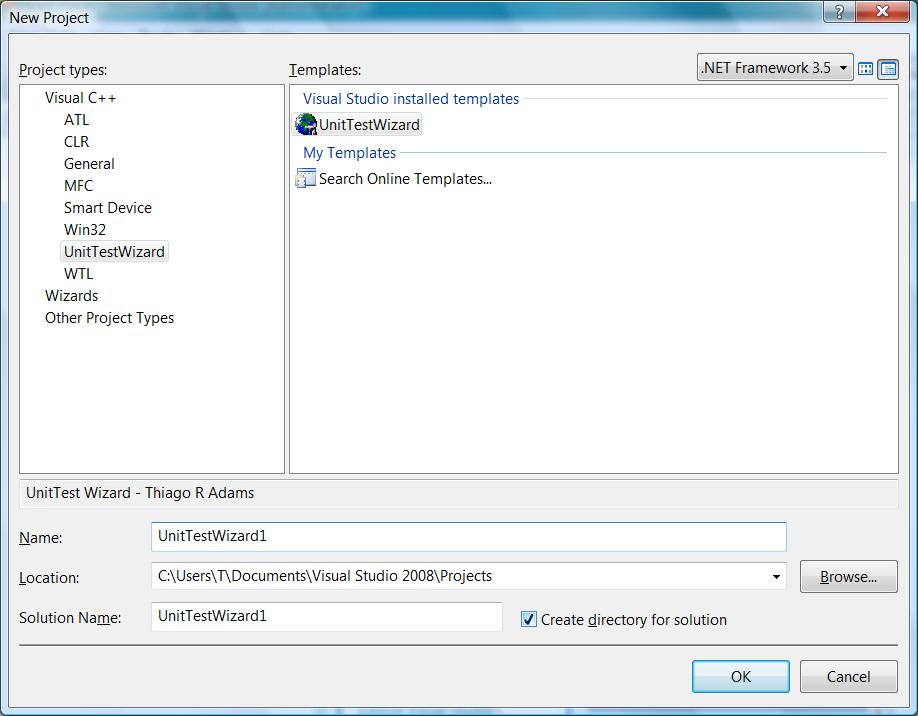 New Project
Project types:
Templates:
.NET Framework 3.5
Visual C++
ATL
CLR
General
MFC
Smart Device
Win32
UnitTestWizard
WTL
Wizards
Other Project Types
Visual Studio installed templates
UnitTestWizard
My Templates
Search Online Templates...
UnitTest Wizard - Thiago R Adams
Name:
UnitTestWizard1
Location:
C:\Users\T\Documents\Visual Studio 2008\Projects
Browse...
Solution Name:
UnitTestWizard1
Create directory for solution
OK
Cancel